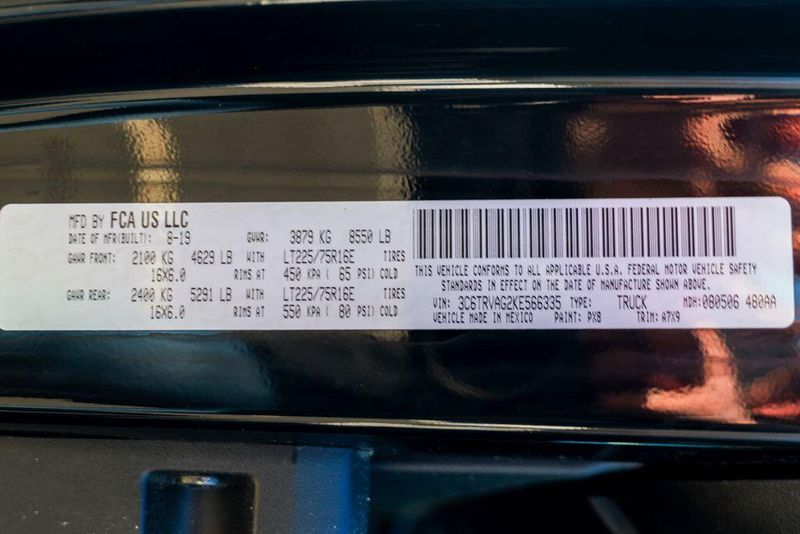 MFD BY FCA US LLC
DATE OF MFR(BUILT): 8-19 GVWR: 3879 KG 8550 LB
GAWR FRONT: 2100 KG 4629 LB WITH LT225/75R16E TIRES
16X6.0 RIMS AT 450 KPA ( 65 PSI) COLD
GAWR REAR: 2400 KG 5291 LB WITH LT225/75R16E TIRES
16X6.0 RIMS AT 550 KPA ( 80 PSI) COLD
THIS VEHICLE CONFORMS TO ALL APPLICABLE U.S.A. FEDERAL MOTOR VEHICLE SAFETY
STANDARDS IN EFFECT ON THE DATE OF MANUFACTURE SHOWN ABOVE.
VIN: 3C6TRVAG2KE566335 TYPE: TRUCK MDH: 080506 480AA
VEHICLE MADE IN MEXICO PAINT: PX8 TRIM: A7X9